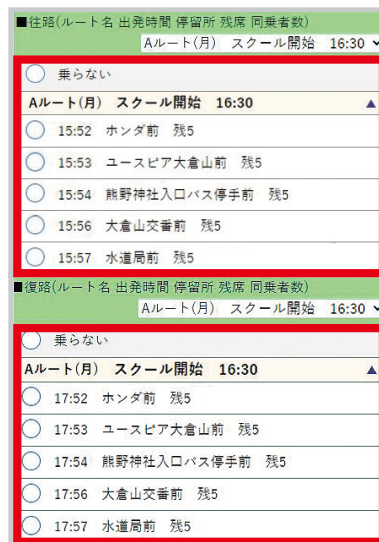 ■往路(ルート名 出発時間 停留所 残席 同乗者数)
Aルート(月) スクール開始 16:30
乗らない
Aルート(月) スクール開始 16:30 ▲
15:52 ホンダ前 残5
15:53 ユースピア大倉山前 残5
15:54 熊野神社入口バス停手前 残5
15:56 大倉山交番前 残5
15:57 水道局前 残5
■復路(ルート名 出発時間 停留所 残席 同乗者数)
Aルート(月) スクール開始 16:30
乗らない
Aルート(月) スクール開始 16:30 ▲
17:52 ホンダ前 残5
17:53 ユースピア大倉山前 残5
17:54 熊野神社入口バス停手前 残5
17:56 大倉山交番前 残5
17:57 水道局前 残5